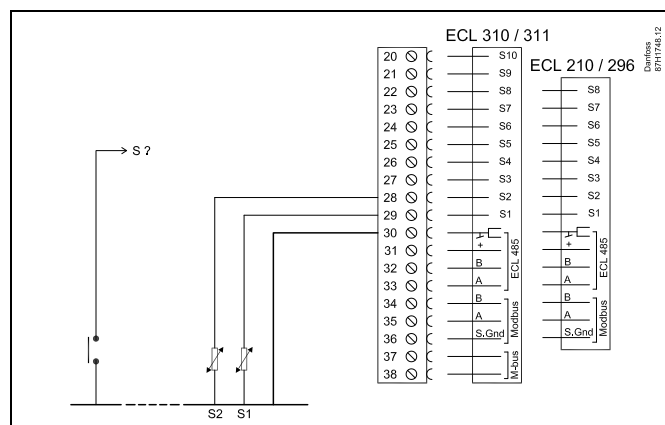 ECL 310 / 311
ECL 210 / 296
Danfoss
87H1748.12
S ?
20 S10
21 S9
22 S8 S8
23 S7 S7
24 S6 S6
25 S5 S5
26 S4 S4
27 S3 S3
28 S2 S2
29 S1 S1
30
31 + +
32 B B
33 A A
ECL 485 ECL 485
34 B B
35 A A
36 S.Gnd S.Gnd
Modbus Modbus
37
38
M-bus
S2 S1